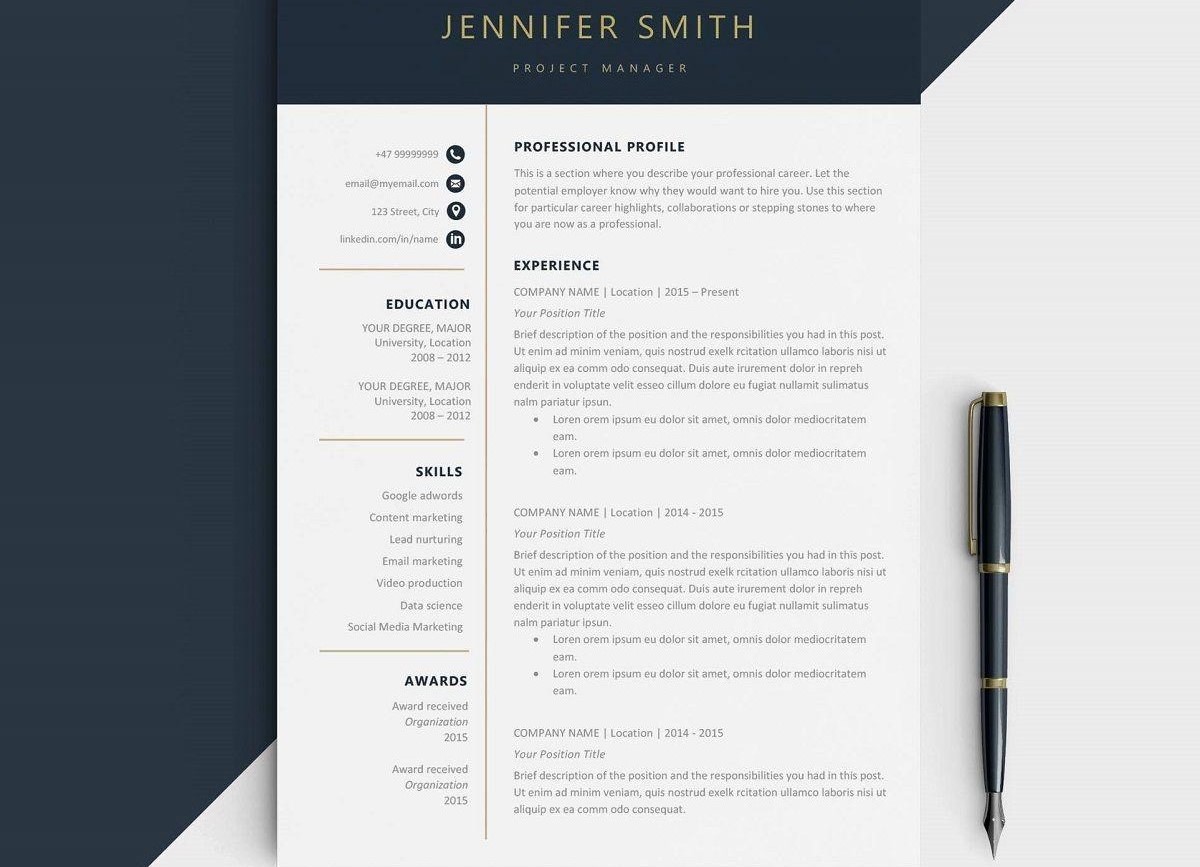 JENNIFER SMITH
PROJECT MANAGER
+47 99999999
email@myemail.com
123 Street, City
linkedin.com/in/name
in
EDUCATION
YOUR DEGREE, MAJOR
University, Location
2008 – 2012
YOUR DEGREE, MAJOR
University, Location
2008 – 2012
SKILLS
Google adwords
Content marketing
Lead nurturing
Email marketing
Video production
Data science
Social Media Marketing
AWARDS
Award received
Organization
2015
Award received
Organization
2015
PROFESSIONAL PROFILE
This is a section where you describe your professional career. Let the
potential employer know why they would want to hire you. Use this section
for particular career highlights, collaborations or stepping stones to where
you are now as a professional.
EXPERIENCE
COMPANY NAME | Location | 2015 – Present
Your Position Title
Brief description of the position and the responsibilities you had in this post.
Ut enim ad minim veniam, quis nostrud exelk rcitation ullamco laboris nisi ut
aliquip ex ea comm odo consequat. Duis aute irurement dolor in repreh
enderit in voluptate velit esseo cillum dolore eu fugiat nullamit sulimatus
nalm pariatur ipsun.
• Loren orem ipsum eu dolor sit amet, omnis dolor mediocritatem
eam.
• Loren orem ipsum eu dolor sit amet, omnis dolor mediocritatem
eam.
COMPANY NAME | Location | 2014 - 2015
Your Position Title
Brief description of the position and the responsibilities you had in this post.
Ut enim ad minim veniam, quis nostrud exelk rcitation ullamco laboris nisi ut
aliquip ex ea comm odo consequat. Duis aute irurement dolor in repreh
enderit in voluptate velit esseo cillum dolore eu fugiat nullamit sulimatus
nalm pariatur ipsun.
• Loren orem ipsum eu dolor sit amet, omnis dolor mediocritatem
eam.
• Loren orem ipsum eu dolor sit amet, omnis dolor mediocritatem
eam.
COMPANY NAME | Location | 2014 - 2015
Your Position Title
Brief description of the position and the responsibilities you had in this post.
Ut enim ad minim veniam, quis nostrud exelk rcitation ullamco laboris nisi ut
aliquip ex ea comm odo consequat.